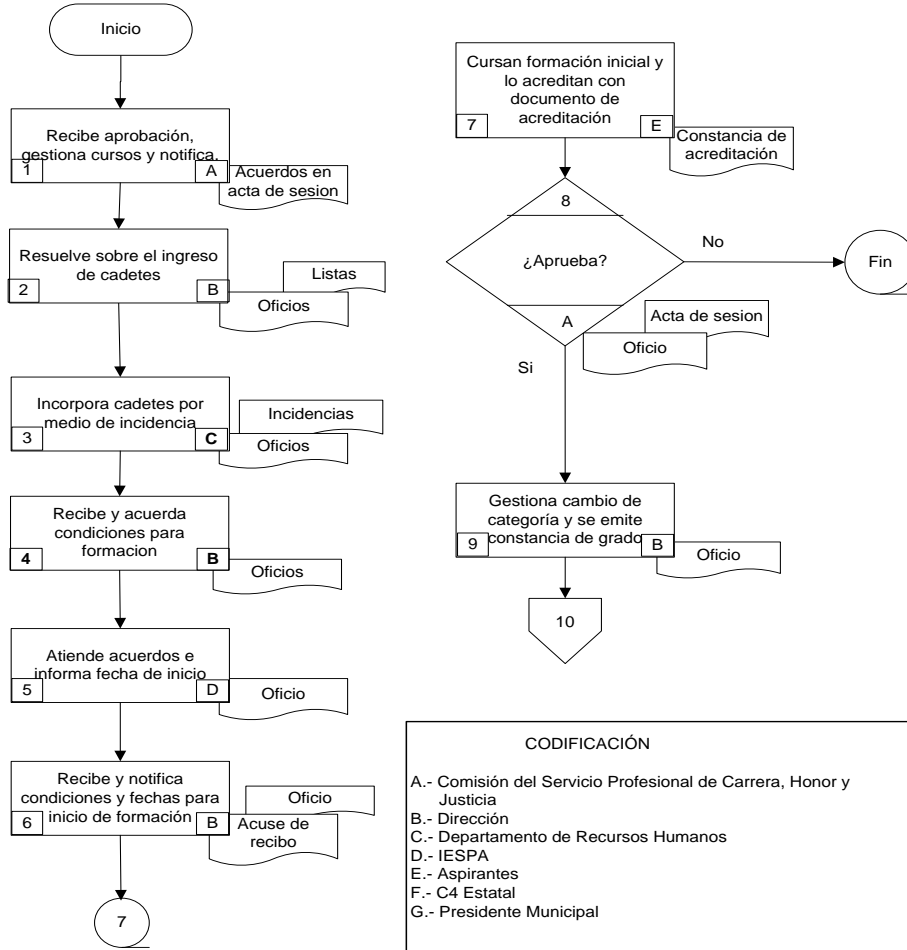 Inicio
Recibe aprobación,
gestiona cursos y notifica.
1
A
Acuerdos en
acta de sesion
Resuelve sobre el ingreso
de cadetes
2
B
Listas
Oficios
Incorpora cadetes por
medio de incidencia
3
C
Incidencias
Oficios
Recibe y acuerda
condiciones para
formacion
4
B
Oficios
Atiende acuerdos e
informa fecha de inicio
5
D
Oficio
Recibe y notifica
condiciones y fechas para
inicio de formación
6
B
Oficio
Acuse de
recibo
7
Cursan formación inicial y
lo acreditan con
documento de
acreditación
7
E
Constancia de
acreditación
8
¿Aprueba?
A
No
Fin
Acta de sesion
Oficio
Si
Gestiona cambio de
categoría y se emite
constancia de grado
9
B
Oficio
10
CODIFICACIÓN
A.- Comisión del Servicio Profesional de Carrera, Honor y
Justicia
B.- Dirección
C.- Departamento de Recursos Humanos
D.- IESPA
E.- Aspirantes
F.- C4 Estatal
G.- Presidente Municipal